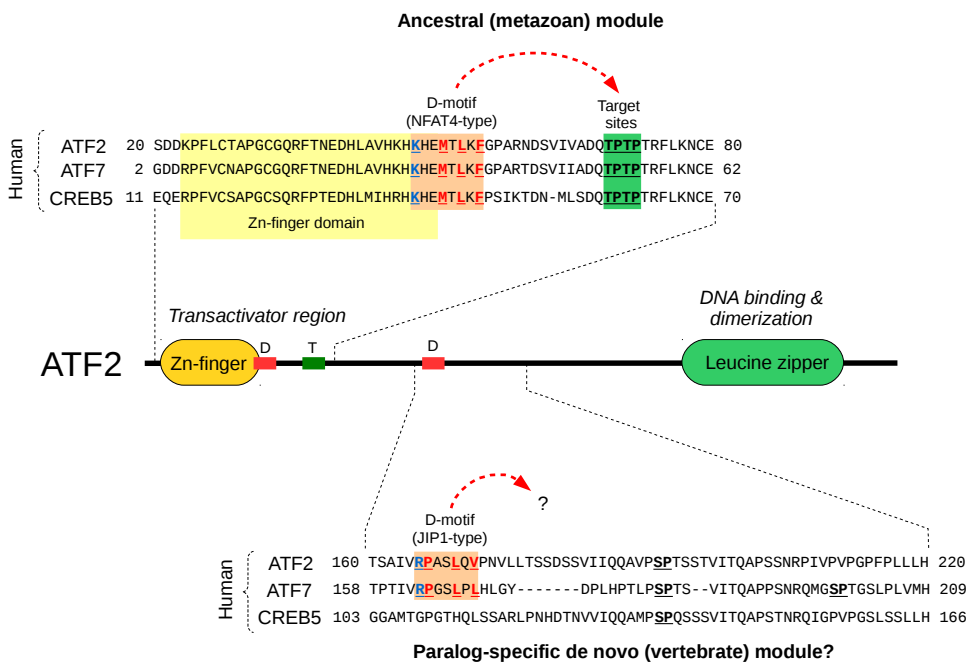 Ancestral (metazoan) module
D-motif
(NFAT4-type)
Target
sites
Human
ATF2 20 SDDKPFLCTAPGCGQRFTNEDHLAVHKHKHEMTLKFGPARNDSVIVADQTPTPTRFLKNCE 80
ATF7 2 GDDRPFVCNAPGCGQRFTNEDHLAVHKHKHEMTLKFGPARTDSVIIADQTPTPTRFLKNCE 62
CREB5 11 EQERPFVCSAPGCSQRFPTEDHLMIHRHKHEMTLKFPSIKTDN-MLSDQTPTPTRFLKNCE 70
Zn-finger domain
Transactivator region
DNA binding &
dimerization
ATF2
Zn-finger
D
T
D
Leucine zipper
?
D-motif
(JIP1-type)
Human
ATF2 160 TSAIVRPASLQVPNVLLTSSDSSVIIQQAVPSPTSSTVITQAPSSNRPIVPVPGPFPLLLH 220
ATF7 158 TPTIVRPGSLPLHLGY-------DPLHPTLPSPTS--VITQAPPSNRQMGSPTGSLPLVMH 209
CREB5 103 GGAMTGPGTHQLSSARLPNHDTNVVIQQAMPSPQSSSVITQAPSTNRQIGPVPGSLSSLLH 166
Paralog-specific de novo (vertebrate) module?